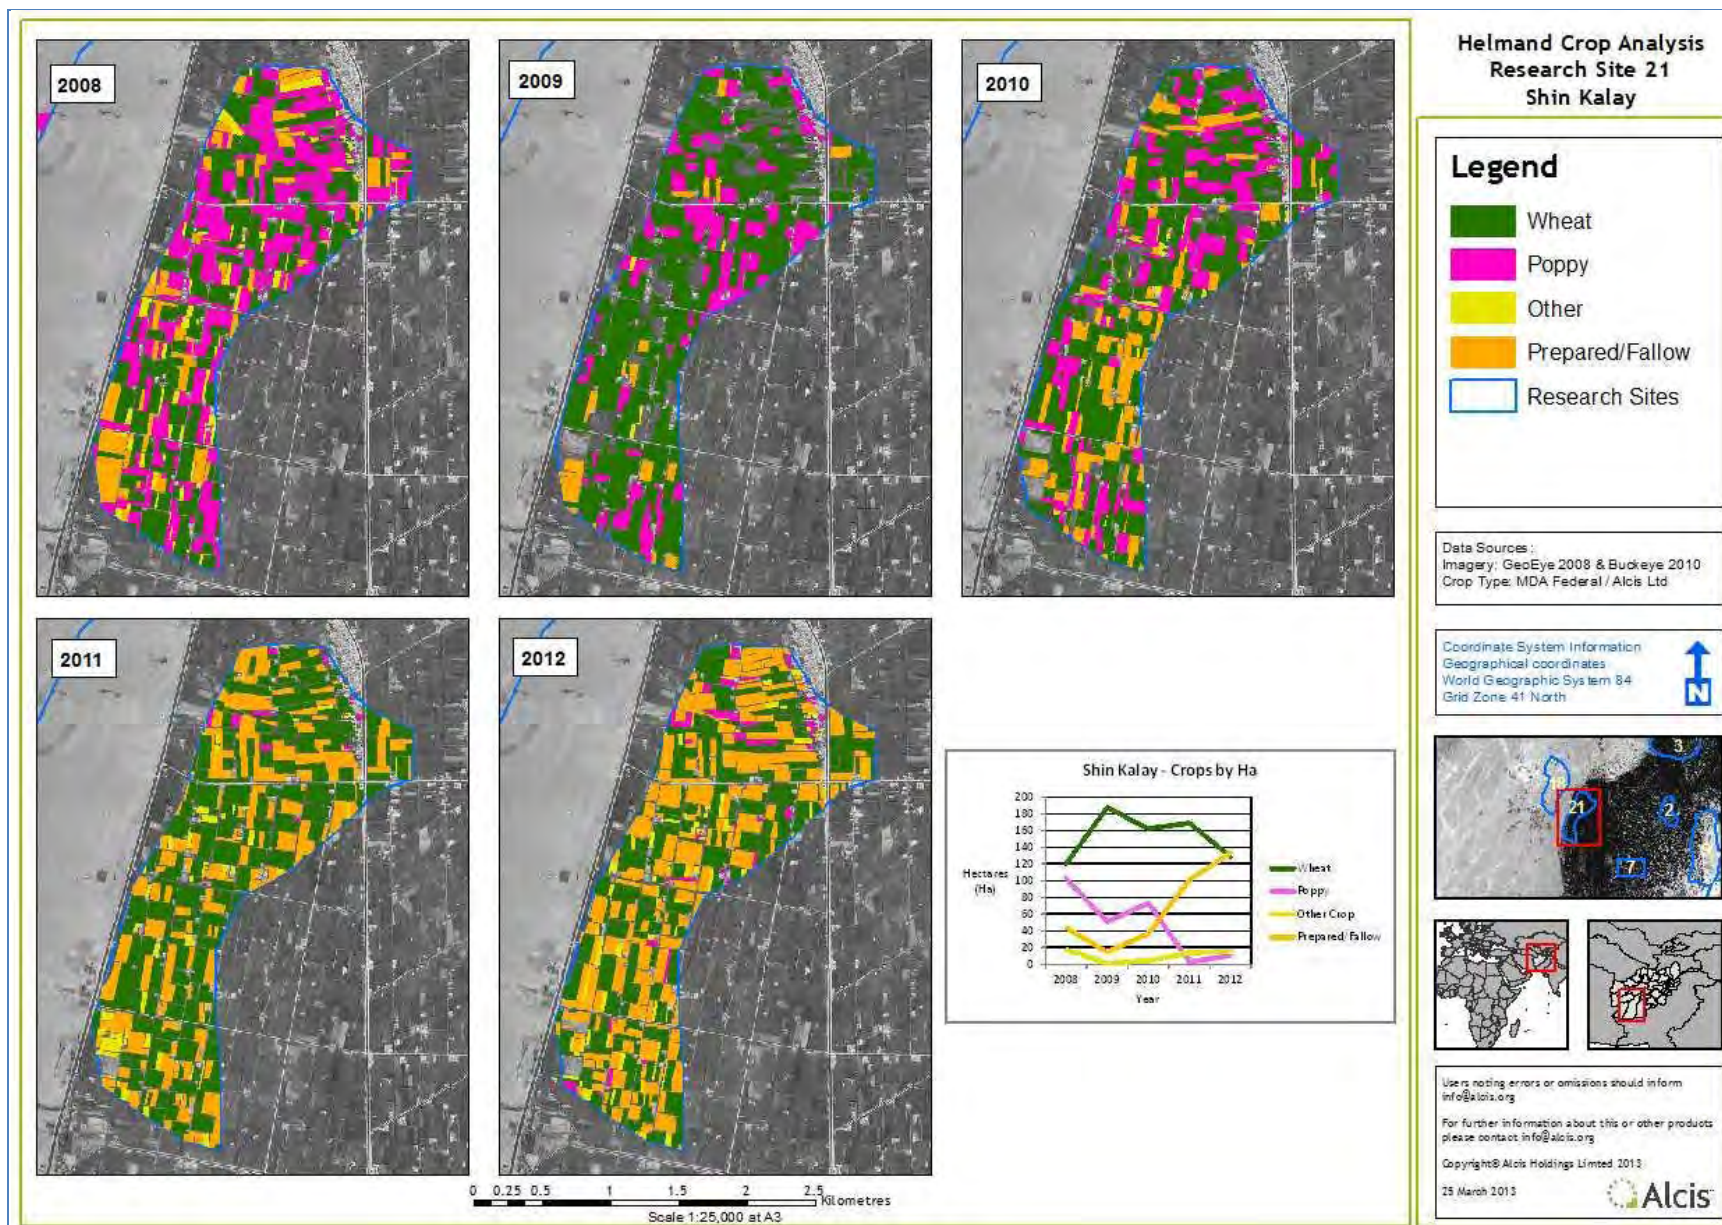 2008
2009
2010
2011
2012
Helmand Crop Analysis
Research Site 21
Shin Kalay
Legend
Wheat
Poppy
Other
Prepared/Fallow
Research Sites
Data Sources:
Imagery: GeoEye 2008 & Buckeye 2010
Crop Type: MDA Federal / Alcis Ltd
Coordinate System Information
Geographical coordinates
World Geographic System 84
Grid Zone 41 North
N
3
21
2
7
Shin Kalay - Crops by Ha
200
180
160
140
120
100
80
60
40
20
0
Hectares
(Ha)
2008 2009 2010 2011 2012
Year
Wheat
Poppy
Other Crop
Prepared/Fallow
0 0.25 0.5 1 1.5 2 2.5
Kilometres
Scale 1:25,000 at A3
Users noting errors or omissions should inform
info@alcis.org
For further information about this or other products
please contact info@alcis.org
Copyright© Alcis Holdings Limted 2013
25 March 2013
Alcis